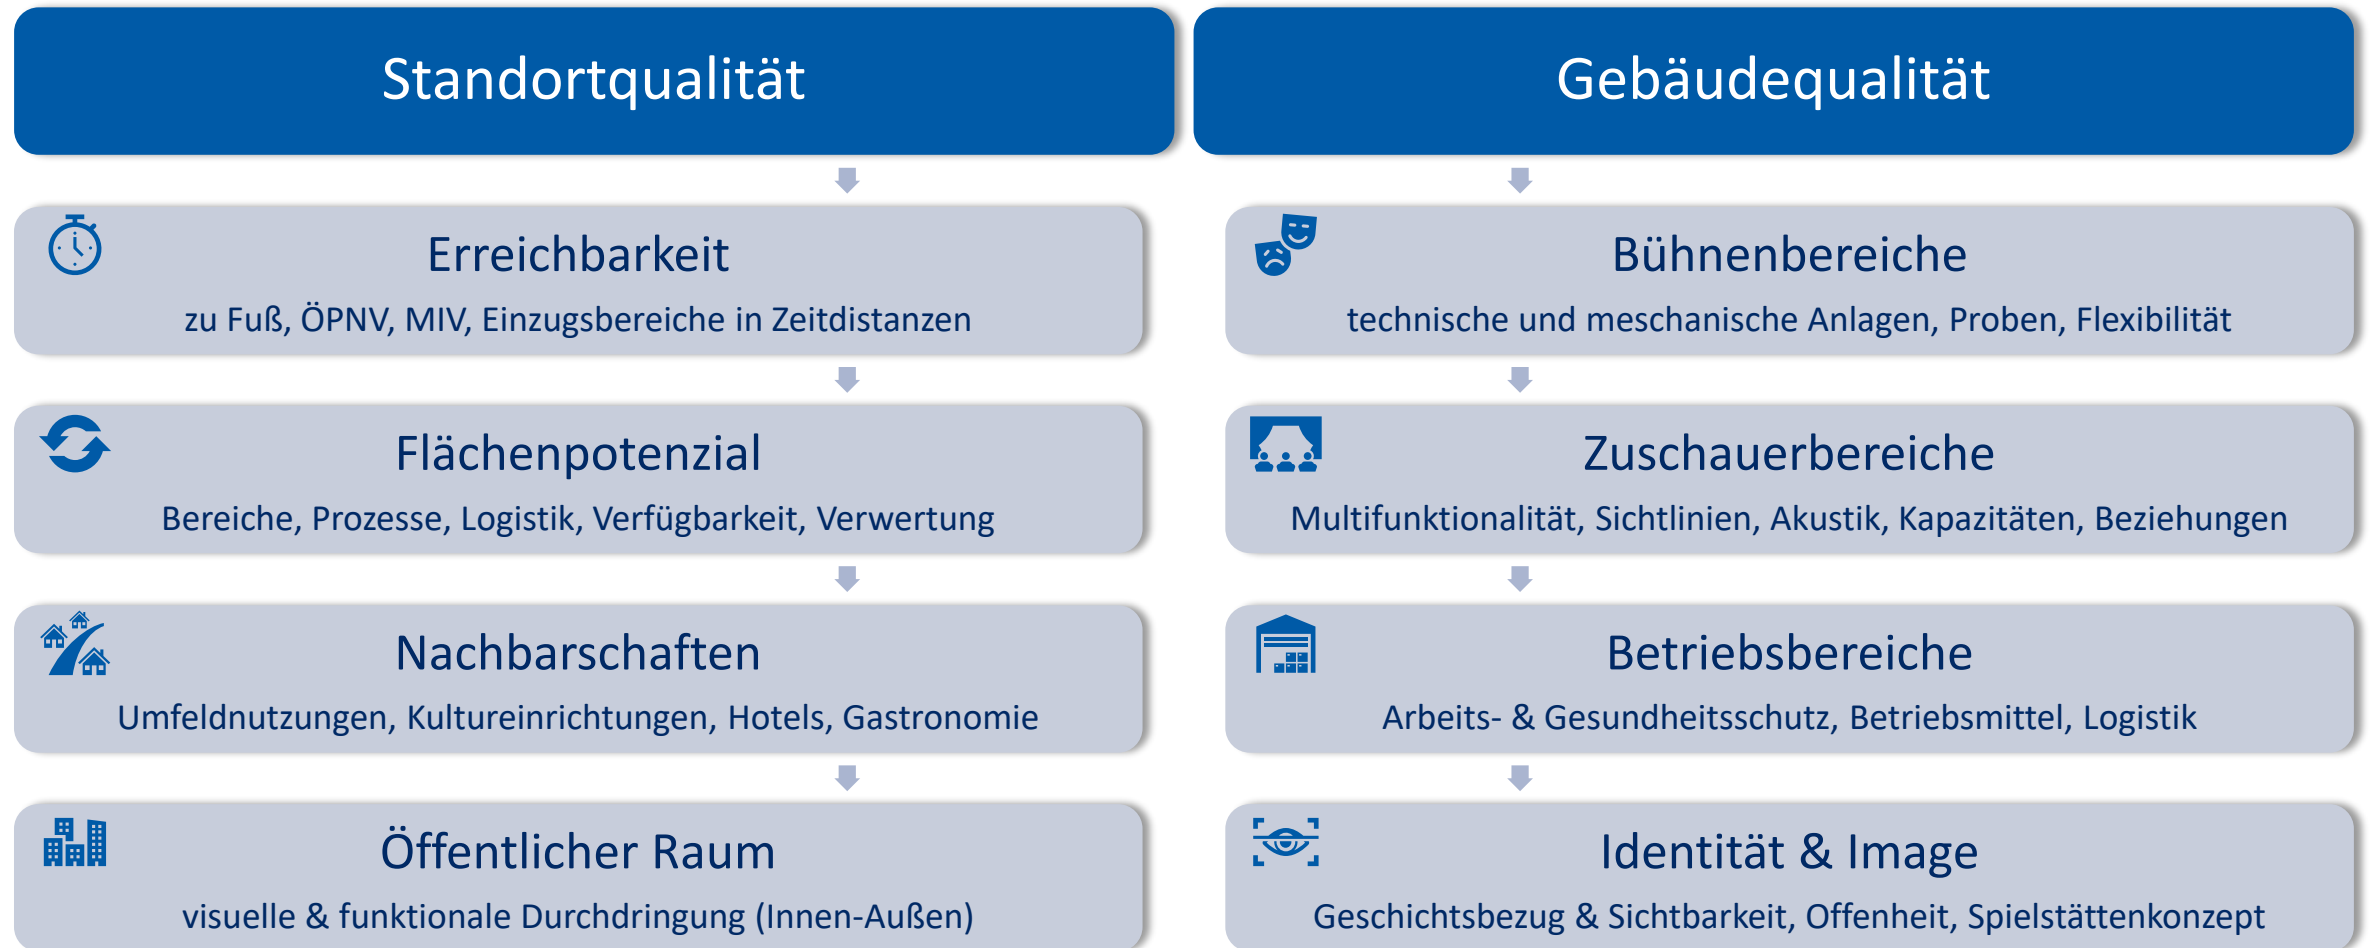 Standortqualität
Erreichbarkeit
zu Fuß, ÖPNV, MIV, Einzugsbereiche in Zeitdistanzen
Flächenpotenzial
Bereiche, Prozesse, Logistik, Verfügbarkeit, Verwertung
Nachbarschaften
Umfeldnutzungen, Kultureinrichtungen, Hotels, Gastronomie
Öffentlicher Raum
visuelle & funktionale Durchdringung (Innen-Außen)
Gebäudequalität
Bühnenbereiche
technische und meschanische Anlagen, Proben, Flexibilität
Zuschauerbereiche
Multifunktionalität, Sichtlinien, Akustik, Kapazitäten, Beziehungen
Betriebsbereiche
Arbeits- & Gesundheitsschutz, Betriebsmittel, Logistik
Identität & Image
Geschichtsbezug & Sichtbarkeit, Offenheit, Spielstättenkonzept